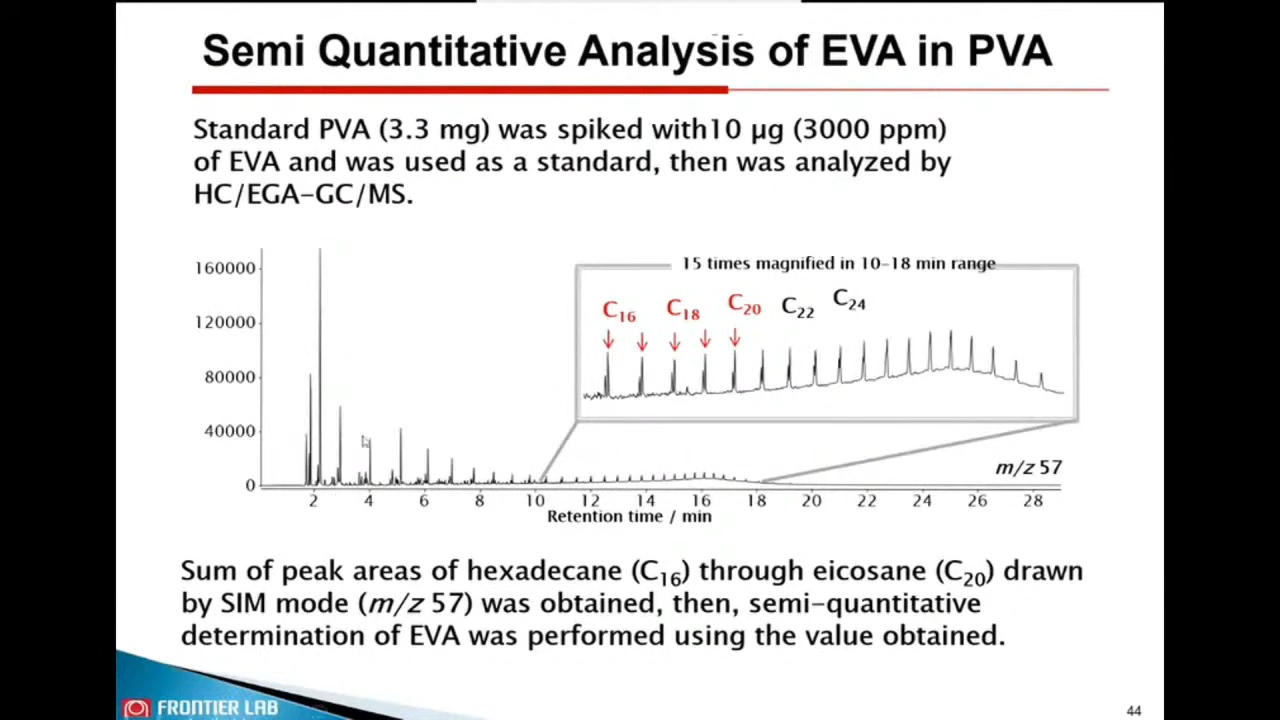 Semi Quantitative Analysis of EVA in PVA
Standard PVA (3.3 mg) was spiked with10 µg (3000 ppm)
of EVA and was used as a standard, then was analyzed by
HC/EGA-GC/MS.
15 times magnified in 10-18 min range
C16 C18 C20 C22 C24
160000
120000
80000
40000
0
m/z 57
2 4 6 8 10 12 14 16 18 20 22 24 26 28
Retention time / min
Sum of peak areas of hexadecane (C16) through eicosane (C20) drawn
by SIM mode (m/z 57) was obtained, then, semi-quantitative
determination of EVA was performed using the value obtained.
FRONTIER LAB
44